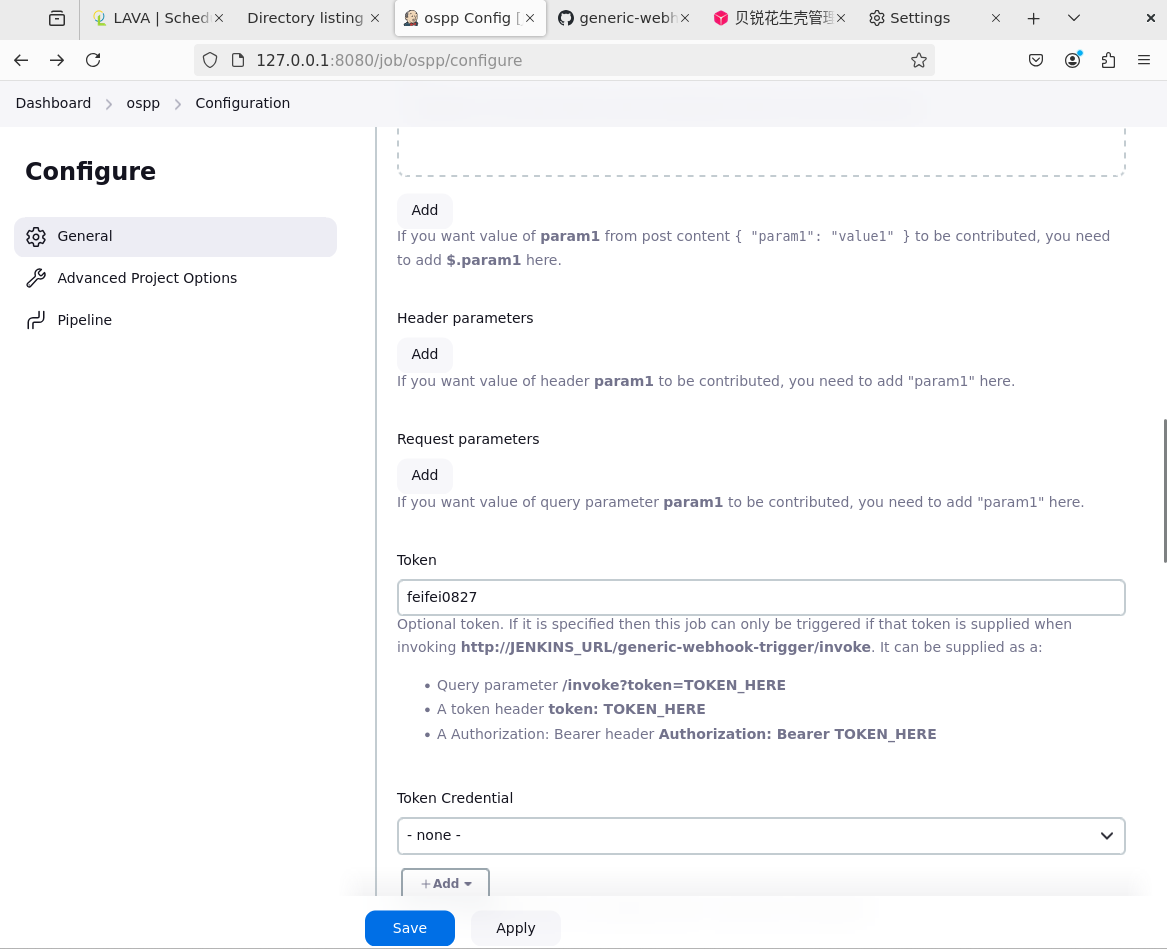 LAVA | Sched
Directory listing
ospp Config [
generic-webh
贝锐花生壳管理
Settings
127.0.0.1:8080/job/ospp/configure
Dashboard
ospp
Configuration
Configure
General
Advanced Project Options
Pipeline
Add
If you want value of param1 from post content { "param1": "value1" } to be contributed, you need
to add $.param1 here.
Header parameters
Add
If you want value of header param1 to be contributed, you need to add "param1" here.
Request parameters
Add
If you want value of query parameter param1 to be contributed, you need to add "param1" here.
Token
feifei0827
Optional token. If it is specified then this job can only be triggered if that token is supplied when
invoking http://JENKINS_URL/generic-webhook-trigger/invoke. It can be supplied as a:
• Query parameter /invoke?token=TOKEN_HERE
• A token header token: TOKEN_HERE
• A Authorization: Bearer header Authorization: Bearer TOKEN_HERE
Token Credential
- none -
+Add
Save
Apply